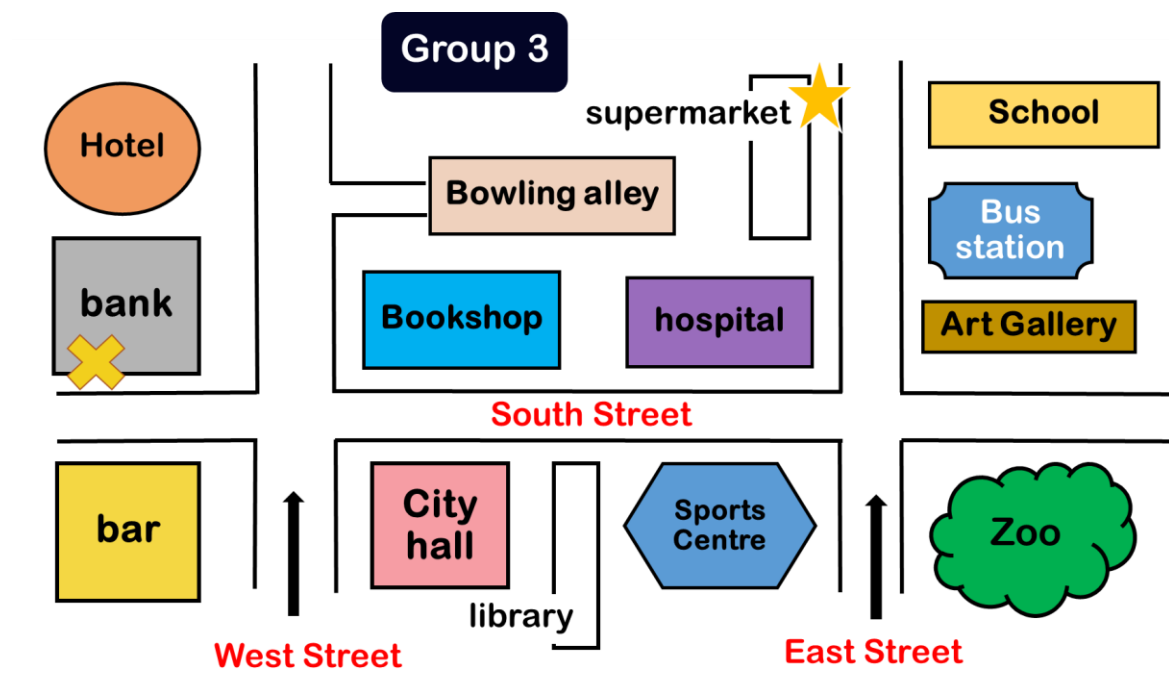 Group 3
supermarket
School
Hotel
Bowling alley
Bus
station
bank
Bookshop
hospital
Art Gallery
South Street
bar
City
hall
Sports
Centre
Zoo
library
West Street
East Street